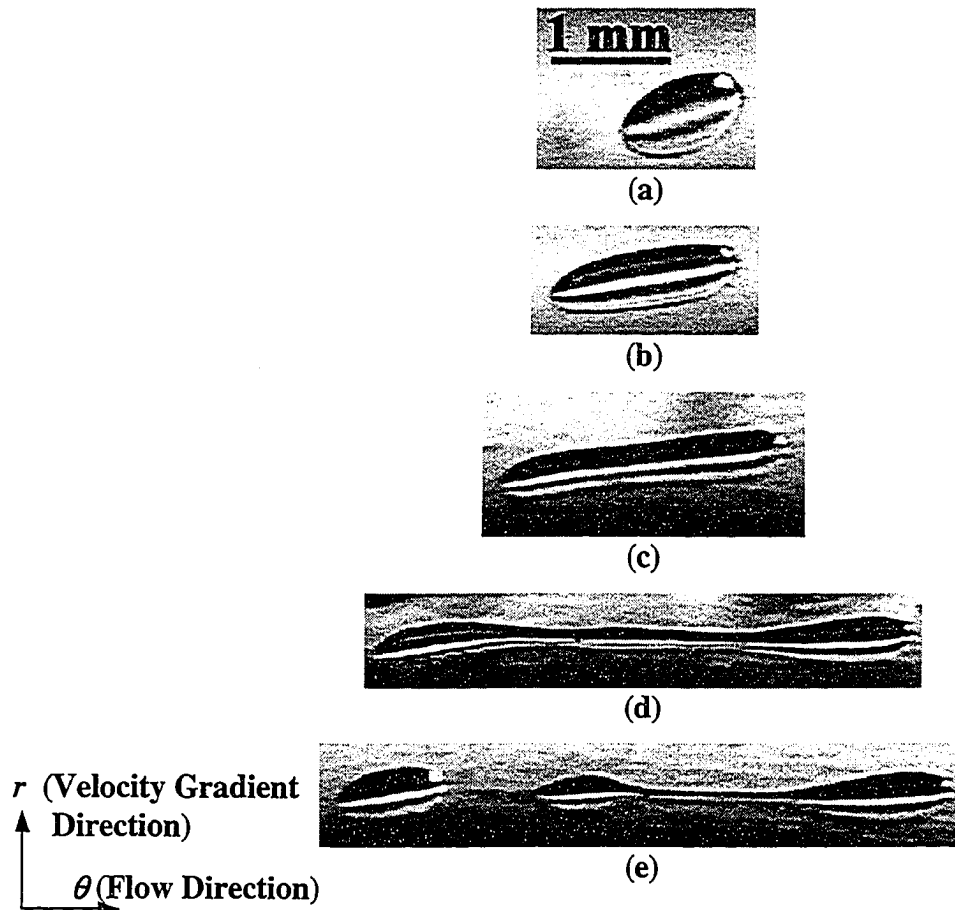 1 mm
(a)
(b)
(c)
(d)
(e)
r (Velocity Gradient
Direction)
θ (Flow Direction)